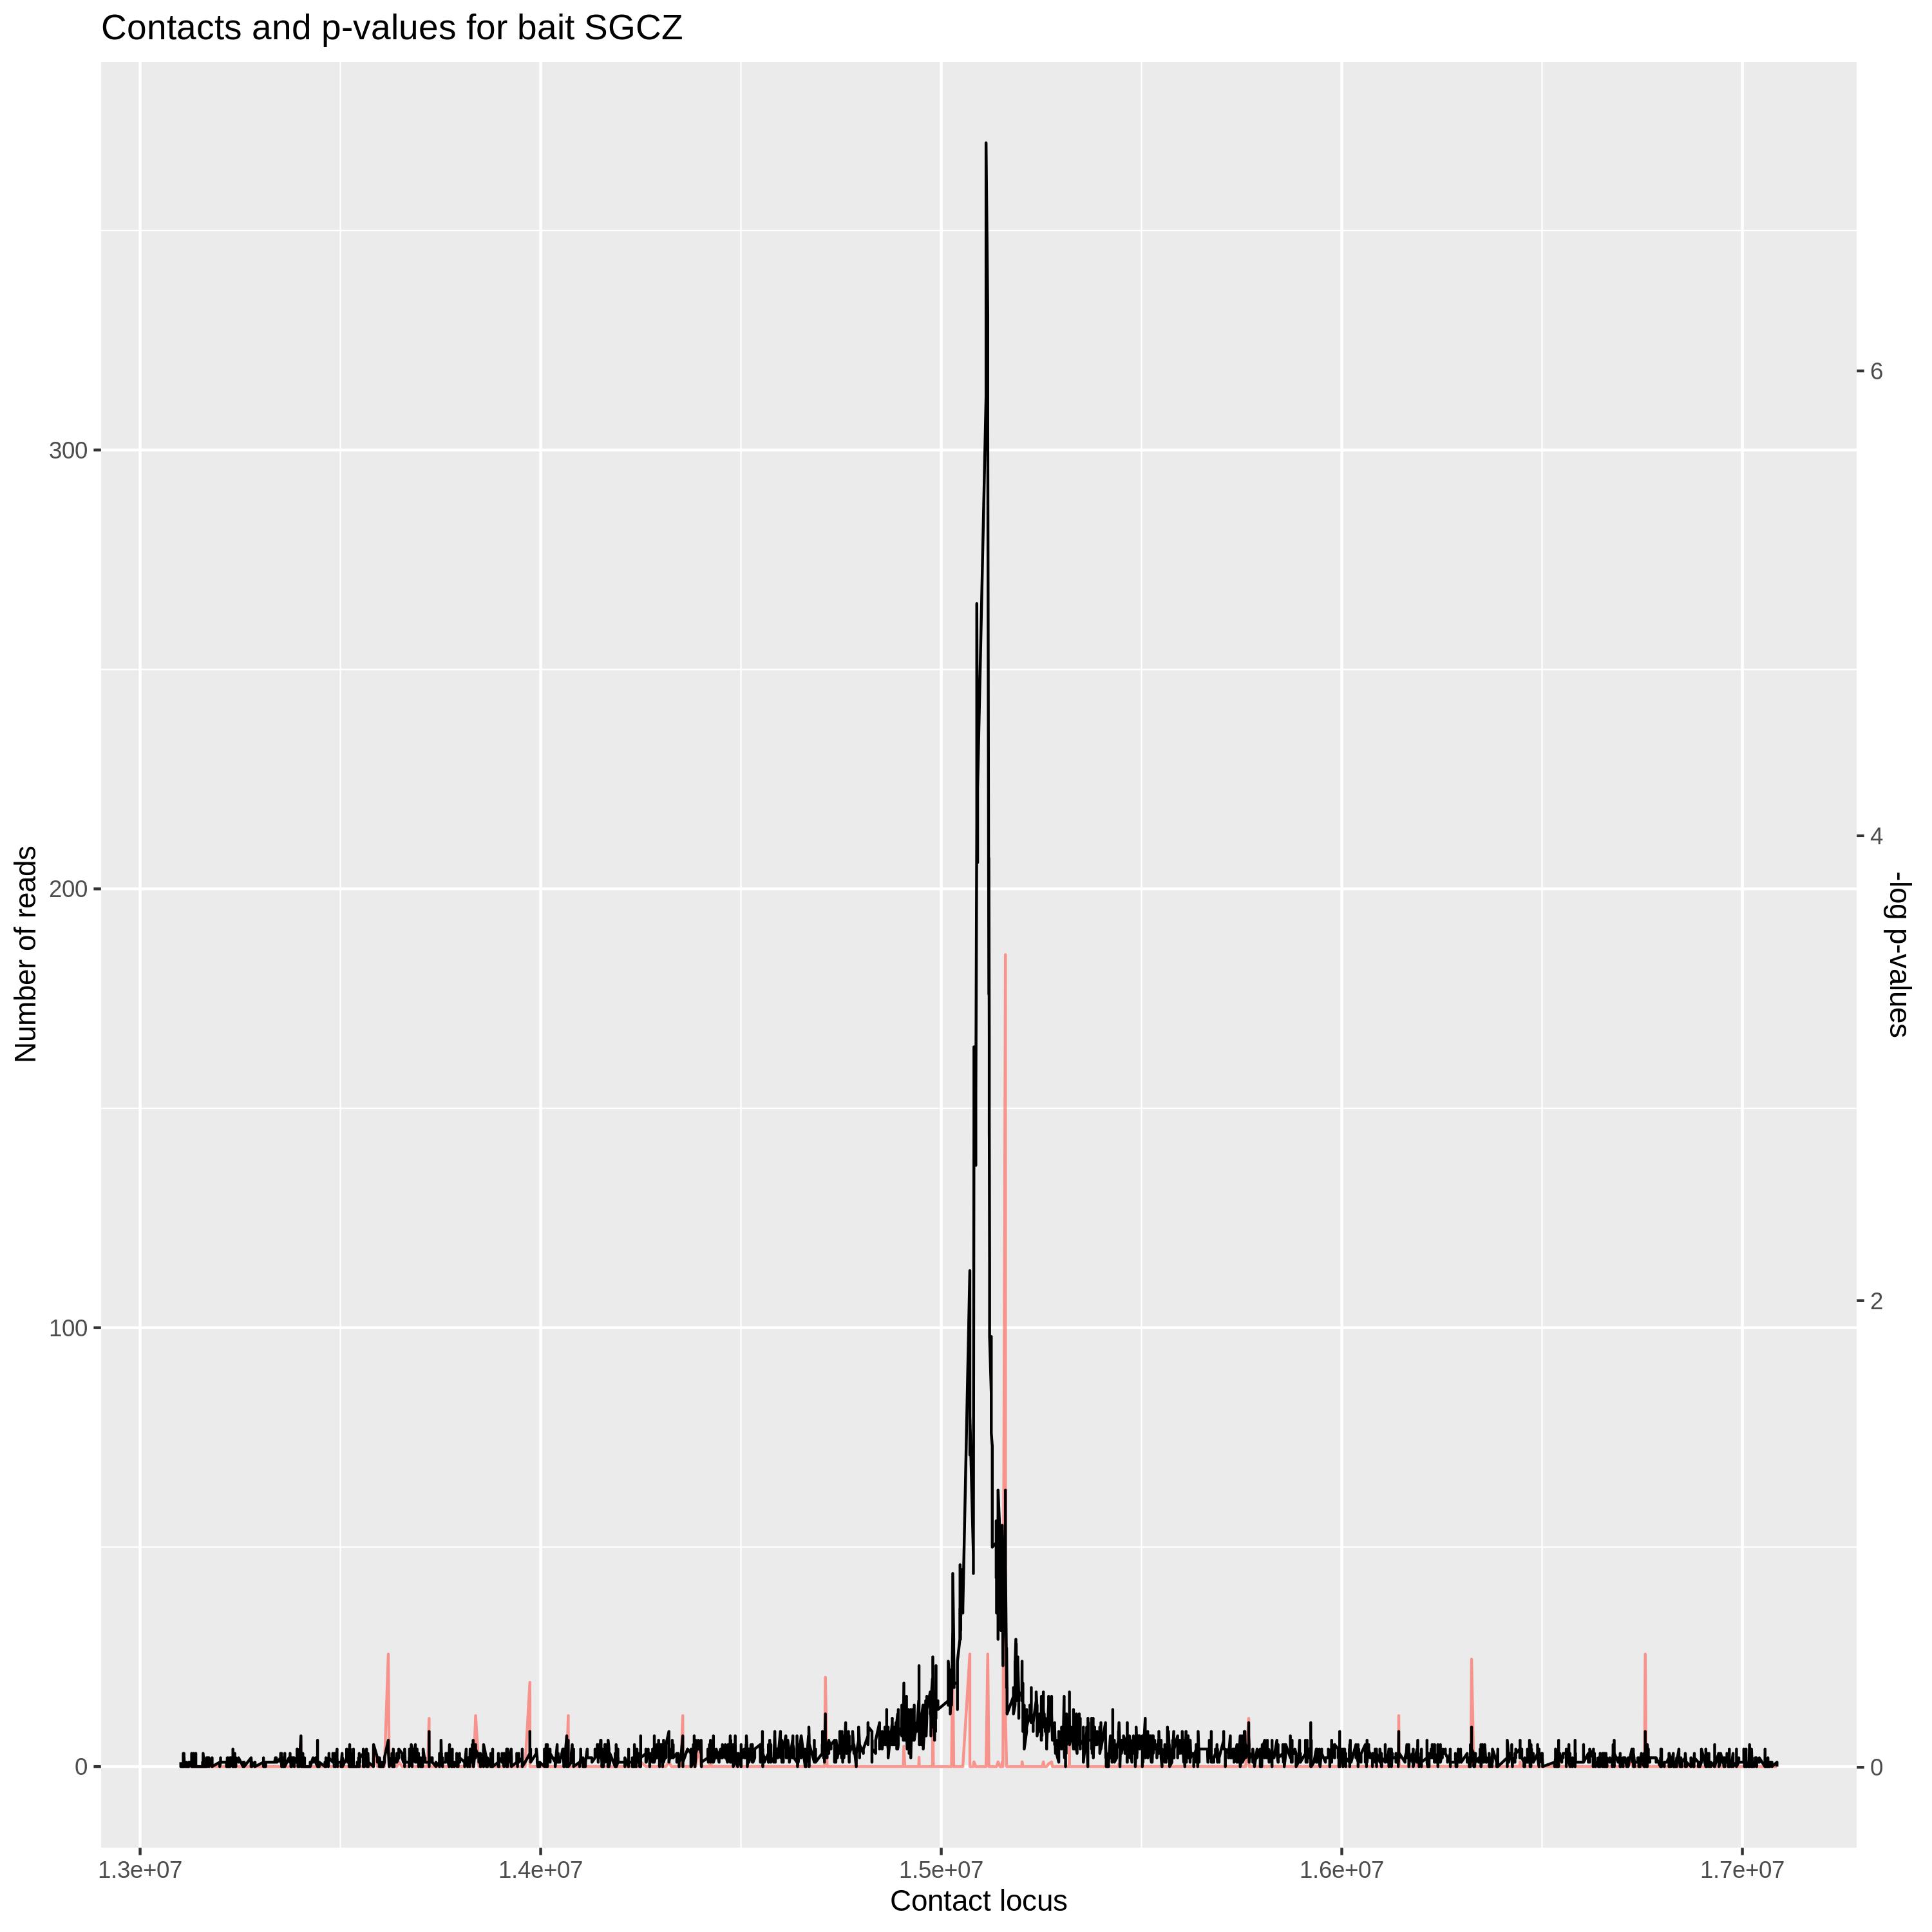 Contacts and p-values for bait SGCZ
300
200
100
0
Number of reads
6
4
2
0
-log p-values
1.3e+07 1.4e+07 1.5e+07 1.6e+07 1.7e+07
Contact locus